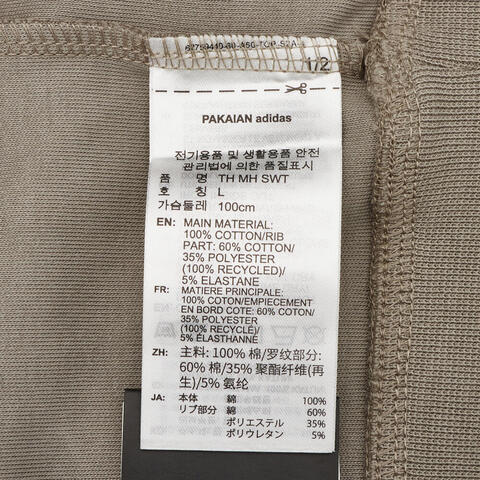 1/2
PAKAIAN adidas
전기용품 및 생활용품 안전
관리법에 의한 품질표시
품 명 TH MH SWT
호 칭 L
가슴둘레 100cm
EN: MAIN MATERIAL:
100% COTTON/RIB
PART: 60% COTTON/
35% POLYESTER
(100% RECYCLED)/
5% ELASTANE
FR: MATIERE PRINCIPALE:
100% COTON/EMPIECEMENT
EN BORD COTE: 60% COTON/
35% POLYESTER
(100% RECYCLÉ)/
5% ÉLASTHANNE
ZH: 主料: 100% 棉/罗纹部分:
60% 棉/35% 聚酯纤维(再
生)/5% 氨纶
JA: 本体 綿 100%
リブ部分 綿 60%
ポリエステル 35%
ポリウレタン 5%